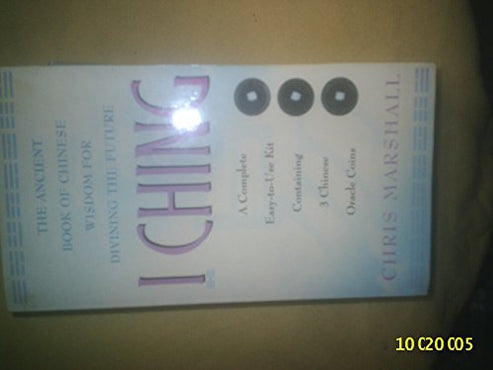 THE ANCIENT
BOOK OF CHINESE
WISDOM FOR
DIVINING THE FUTURE
I CHING
A Complete
Easy-to-Use Kit
Containing
3 Chinese
Oracle Coins
CHRIS MARSHALL
10 20 05